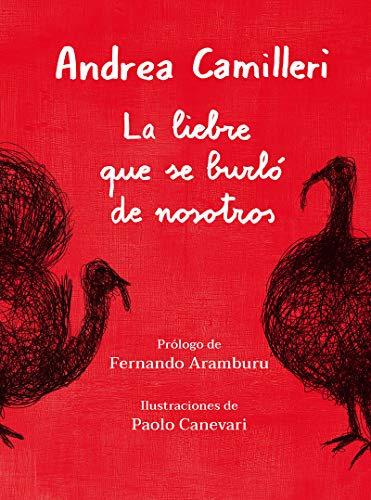 Andrea Camilleri
La liebre
que se burló
de nosotros
Prólogo de
Fernando Aramburu
Ilustraciones de
Paolo Canevari